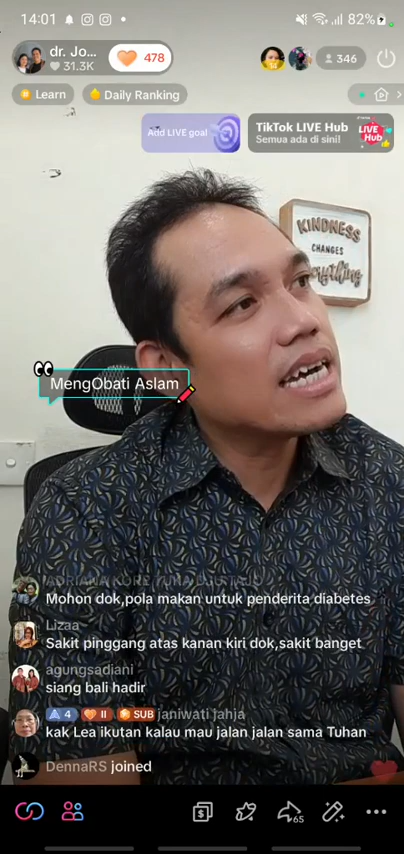 14:01
82%
dr. Jo...
31.3K
478
346
Learn
Daily Ranking
Add LIVE goal
TikTok LIVE Hub
Semua ada di sini!
LIVE Hub
KINDNESS
CHANGES
everything
MengObati Aslam
Mohon dok,pola makan untuk penderita diabetes
Lizaa
Sakit pinggang atas kanan kiri dok,sakit banget
agungsadiani
siang bali hadir
4 II SUB janiwati jahja
kak Lea ikutan kalau mau jalan jalan sama Tuhan
DennaRS joined
65